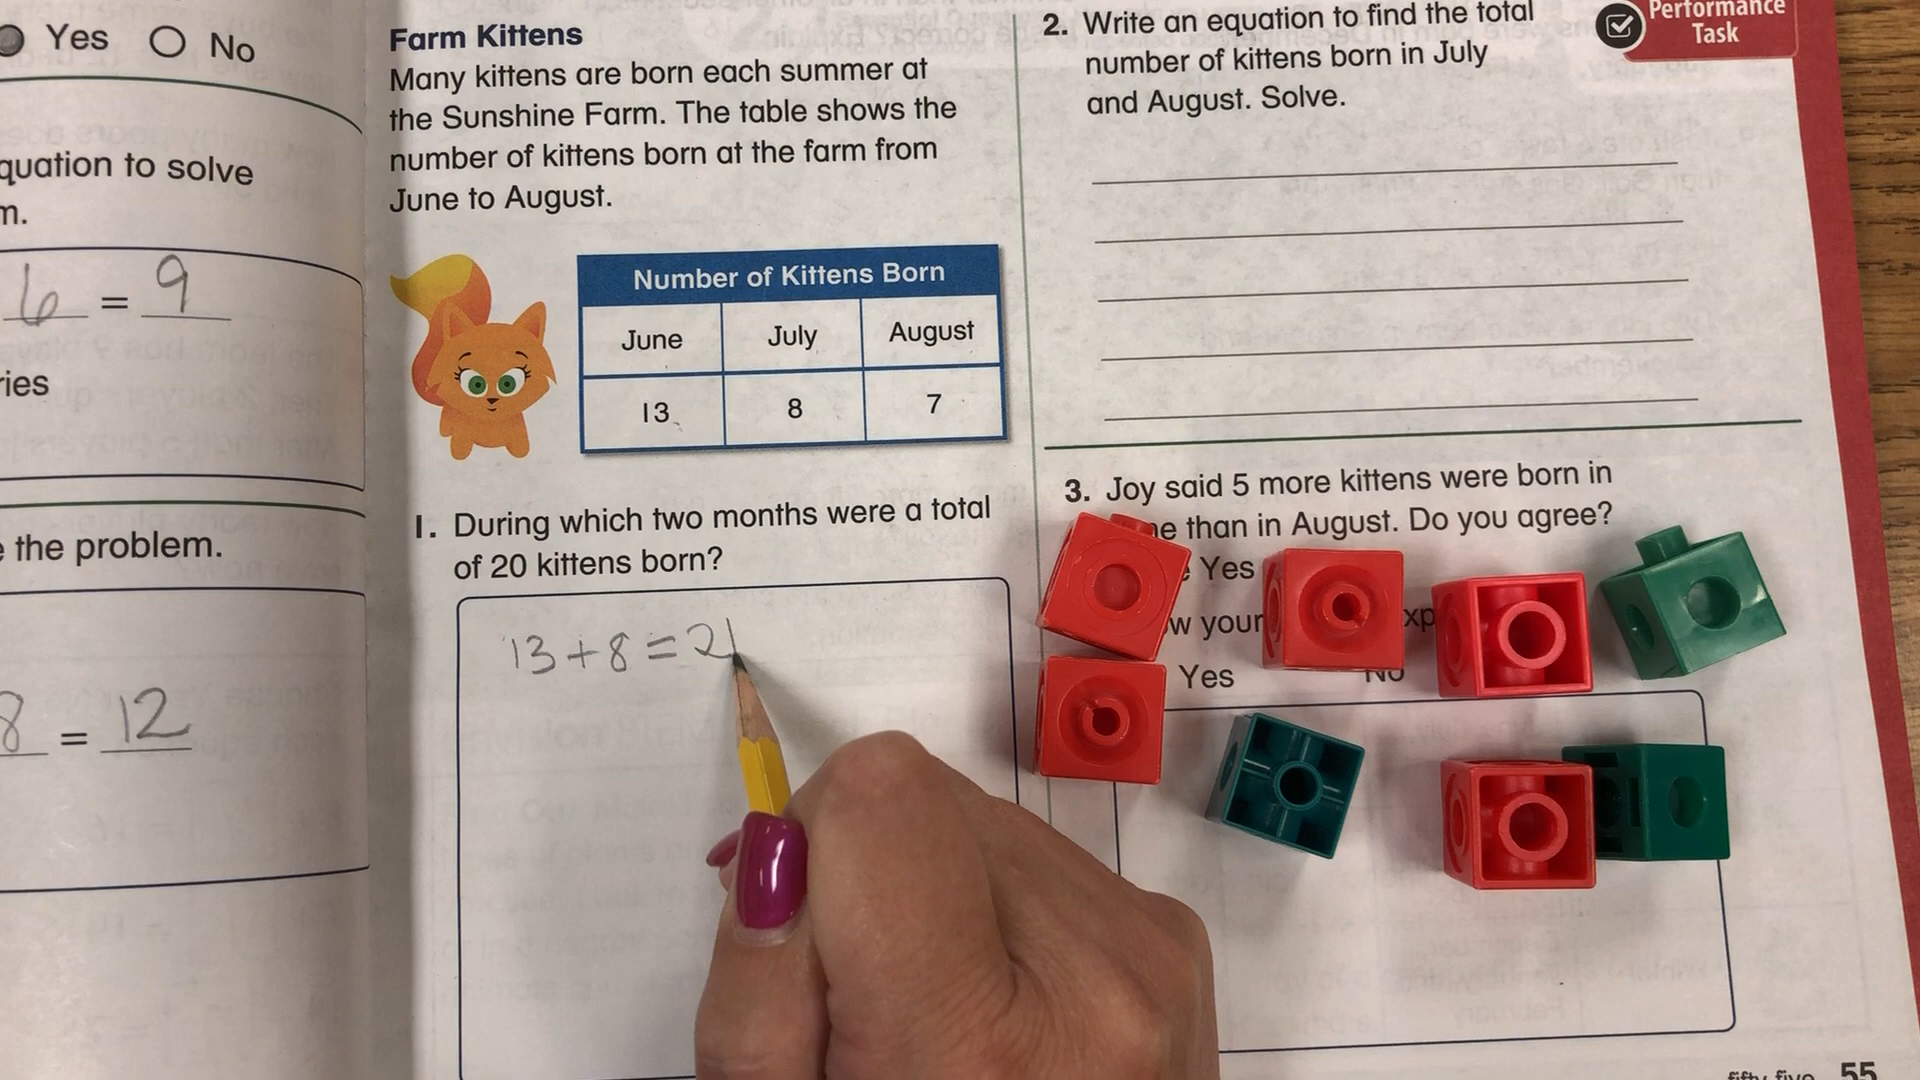 Yes No
quation to solve
m.
6 = 9
ries
the problem.
8 = 12
Farm Kittens
Many kittens are born each summer at
the Sunshine Farm. The table shows the
number of kittens born at the farm from
June to August.
Number of Kittens Born
June July August
13 8 7
1. During which two months were a total
of 20 kittens born?
13+8=21
Performance
Task
2. Write an equation to find the total
number of kittens born in July
and August. Solve.
3. Joy said 5 more kittens were born in
than in August. Do you agree?
Yes
w your xp
Yes No
fifty-five 55